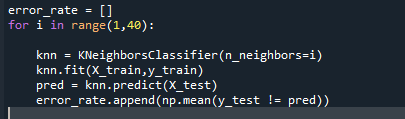 error_rate = []
for i in range(1,40):
    knn = KNeighborsClassifier(n_neighbors=i)
    knn.fit(X_train,y_train)
    pred = knn.predict(X_test)
    error_rate.append(np.mean(y_test != pred))